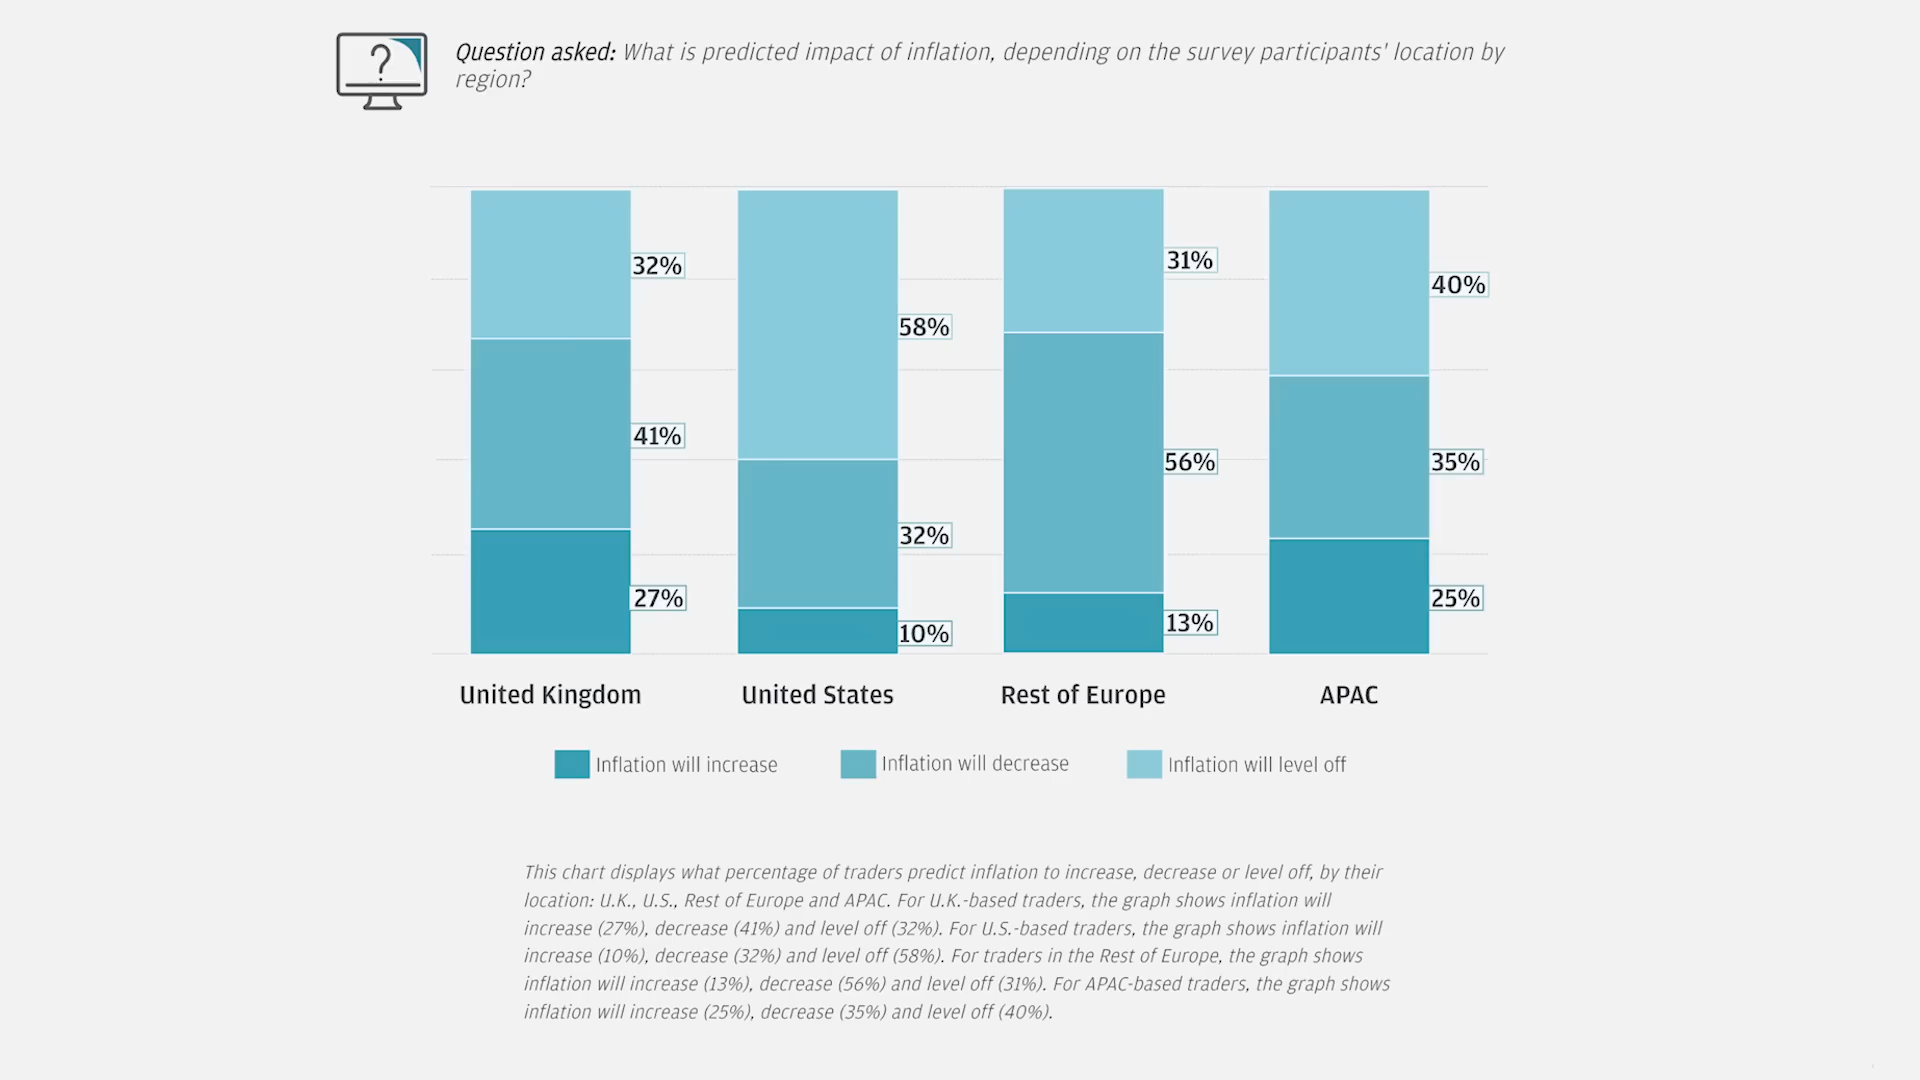 ?
Question asked: What is predicted impact of inflation, depending on the survey participants' location by
region?
32%
41%
27%
58%
32%
10%
31%
56%
13%
40%
35%
25%
United Kingdom
United States
Rest of Europe
APAC
Inflation will increase
Inflation will decrease
Inflation will level off
This chart displays what percentage of traders predict inflation to increase, decrease or level off, by their
location: U.K., U.S., Rest of Europe and APAC. For U.K.-based traders, the graph shows inflation will
increase (27%), decrease (41%) and level off (32%). For U.S.-based traders, the graph shows inflation will
increase (10%), decrease (32%) and level off (58%). For traders in the Rest of Europe, the graph shows
inflation will increase (13%), decrease (56%) and level off (31%). For APAC-based traders, the graph shows
inflation will increase (25%), decrease (35%) and level off (40%).